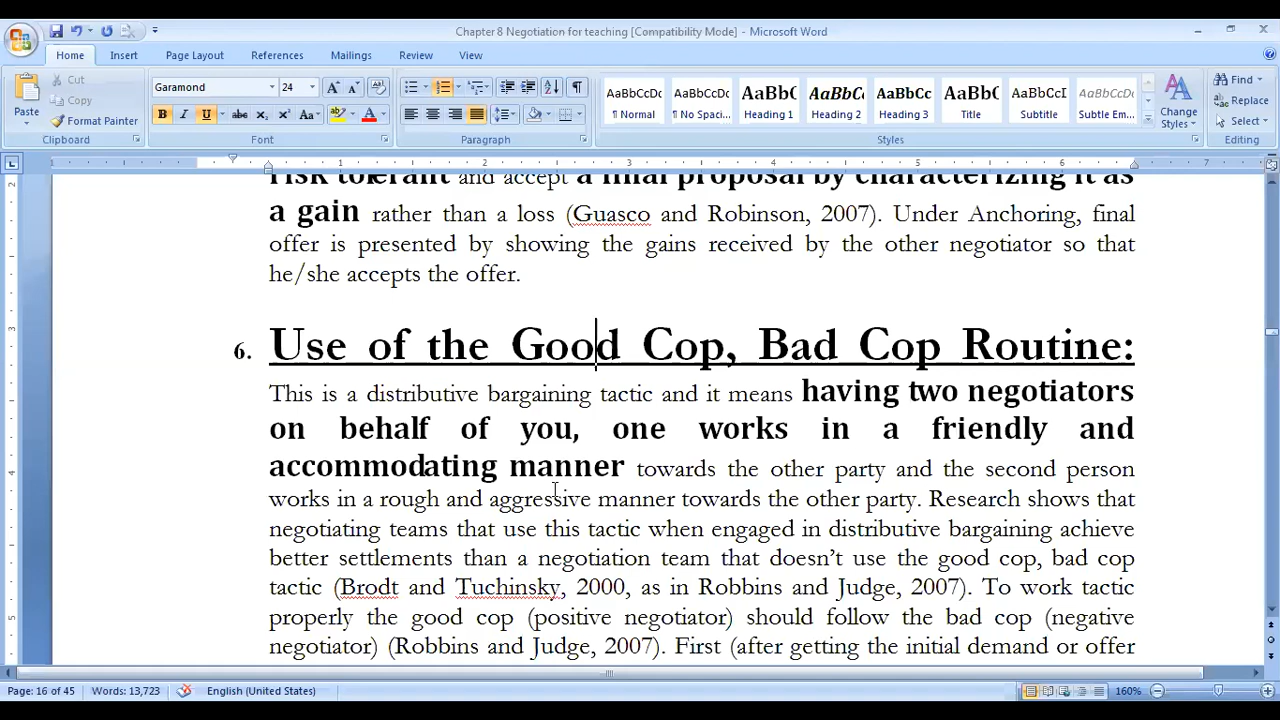 Chapter 8 Negotiation for teaching [Compatibility Mode] - Microsoft Word
Home Insert Page Layout References Mailings Review View
Paste
Cut
Copy
Format Painter
Clipboard
Garamond 24
Font
Paragraph
AaBbCcDc AaBbCcDc AaBbC AaBbCc AaBbCc AaBbC AaBbCcI AaBbCcDc
¶ Normal ¶ No Spaci... Heading 1 Heading 2 Heading 3 Title Subtitle Subtle Em...
Change Styles
Styles
Find
Replace
Select
Editing
risk tolerant and accept a final proposal by characterizing it as
a gain rather than a loss (Guasco and Robinson, 2007). Under Anchoring, final
offer is presented by showing the gains received by the other negotiator so that
he/she accepts the offer.
6. Use of the Good Cop, Bad Cop Routine:
This is a distributive bargaining tactic and it means having two negotiators
on behalf of you, one works in a friendly and
accommodating manner towards the other party and the second person
works in a rough and aggressive manner towards the other party. Research shows that
negotiating teams that use this tactic when engaged in distributive bargaining achieve
better settlements than a negotiation team that doesn’t use the good cop, bad cop
tactic (Brodt and Tuchinsky, 2000, as in Robbins and Judge, 2007). To work tactic
properly the good cop (positive negotiator) should follow the bad cop (negative
negotiator) (Robbins and Judge, 2007). First (after getting the initial demand or offer
Page: 16 of 45 Words: 13,723 English (United States) 160%